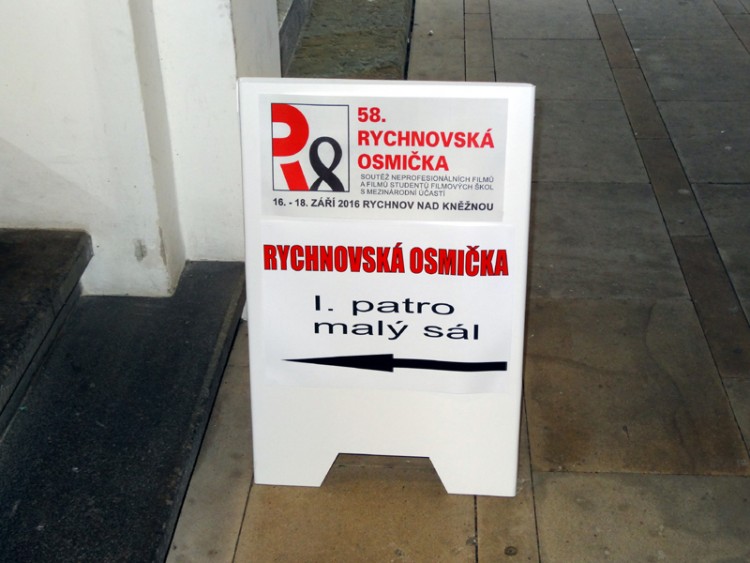 R8
58.
RYCHNOVSKÁ
OSMIČKA
SOUTĚŽ NEPROFESIONÁLNÍCH FILMŮ
A FILMŮ STUDENTŮ FILMOVÝCH ŠKOL
S MEZINÁRODNÍ ÚČASTÍ
16. - 18. ZÁŘÍ 2016 RYCHNOV NAD KNĚŽNOU
RYCHNOVSKÁ OSMIČKA
I. patro
malý sál